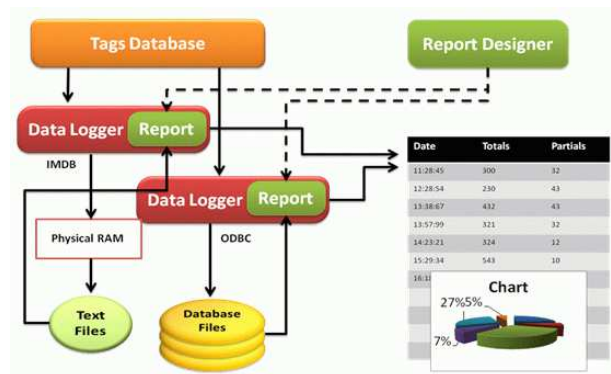 Tags Database
Report Designer
Data Logger Report
IMDB
Data Logger Report
ODBC
Physical RAM
Text
Files
Database
Files
Date Totals Partials
11:28:45 300 32
12:28:54 230 43
13:38:67 432 43
13:57:99 321 32
14:23:21 324 12
15:29:34 543 10
16:18
Chart
27% 5%
7%